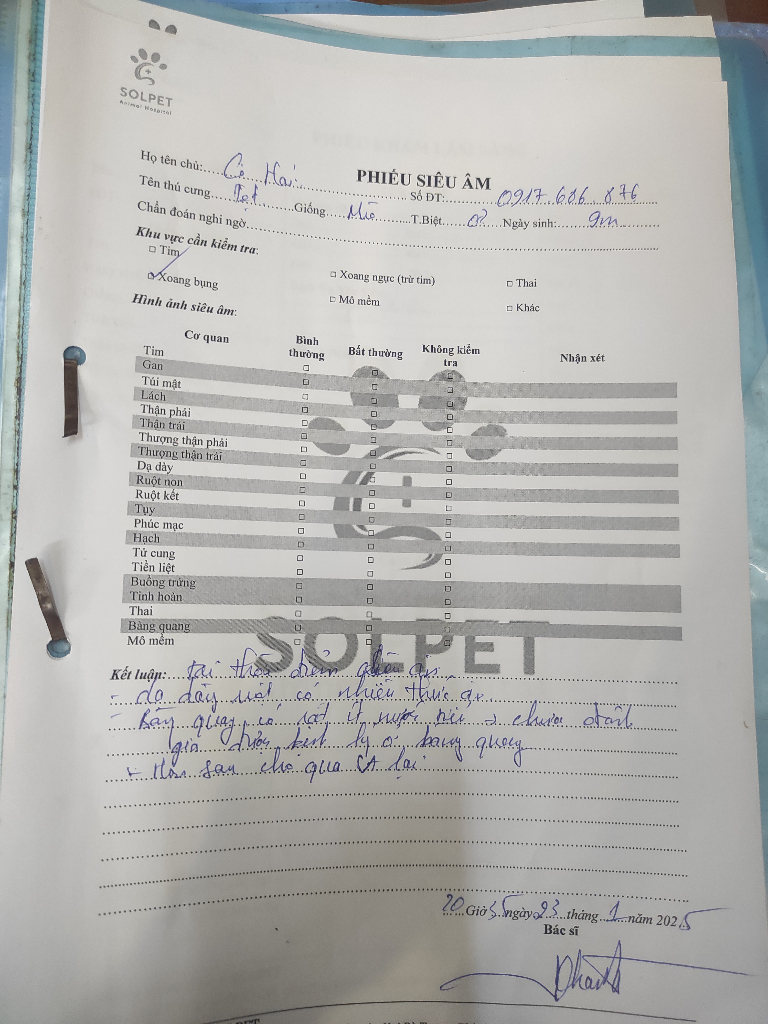 SOLPET
Animal Hospital
PHIẾU SIÊU ÂM
Họ tên chủ: Cô Hai Số ĐT: 0917 686 876
Tên thú cưng Tẹt Giống Mèo T.Biệt ♂ Ngày sinh: 9m
Chẩn đoán nghi ngờ
Khu vực cần kiểm tra:
Tim
Xoang bụng Xoang ngực (trừ tim) Thai
Mô mềm Khác
Hình ảnh siêu âm:
Cơ quan Bình thường Bất thường Không kiểm tra Nhận xét
Tim
Gan
Túi mật
Lách
Thận phải
Thận trái
Thượng thận phải
Thượng thận trái
Dạ dày
Ruột non
Ruột kết
Tụy
Phúc mạc
Hạch
Tử cung
Tiền liệt
Buồng trứng
Tinh hoàn
Thai
Bàng quang
Mô mềm
SOLPET
Kết luận: tại thời điểm siêu âm
- dạ dày ruột có nhiều thức ăn
- Bàng quang có rất ít nước tiểu → chưa đánh
giá được bệnh lý ở bàng quang
+ Hôm sau cho qua SA lại
20 Giờ 35 ngày 23 tháng 1 năm 2025
Bác sĩ